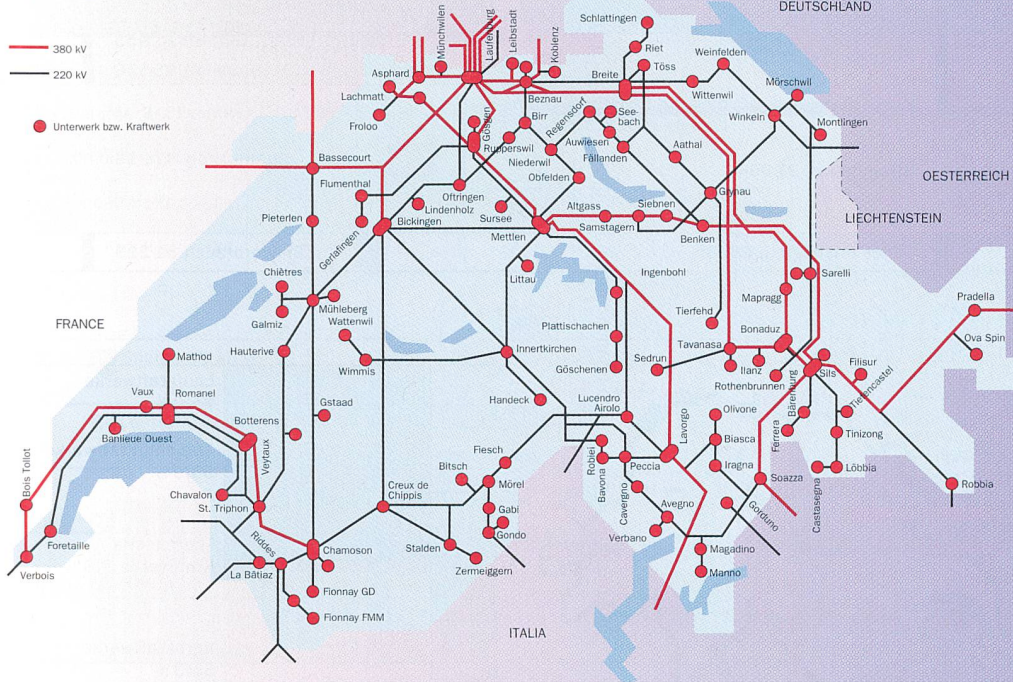 DEUTSCHLAND
380 kV
220 kV
Unterwerk bzw. Kraftwerk
Münchwilen
Laufenburg
Leibstadt
Koblenz
Schlattingen
Riet
Töss
Weinfelden
Asphard
Lachmatt
Froloo
Beznau
Breite
Wittenwil
Mörschwil
Winkeln
Montlingen
Gösgen
Birr
Regensdorf
See-
bach
Auwiesen
Fällanden
Rupperswil
Niederwil
Obfelden
Aathal
Bassecourt
Flumenthal
Oftringen
Lindenholz
Sursee
Grynau
OESTERREICH
LIECHTENSTEIN
Pieterlen
Gerlafingen
Bickingen
Mettlen
Altgass
Siebnen
Samstagern
Benken
Littau
Ingenbohl
Sarelli
Mapragg
Pradella
Chiètres
Galmiz
Mühleberg
Wattenwil
Plattischachen
Tierfehd
Bonaduz
Ova Spin
FRANCE
Hauterive
Wimmis
Innertkirchen
Göschenen
Sedrun
Tavanasa
Ilanz
Rothenbrunnen
Sils
Filisur
Tiefencastel
Mathod
Vaux
Romanel
Banlieue Ouest
Botterens
Veytaux
Gstaad
Handeck
Lucendro
Airolo
Lavorgo
Olivone
Biasca
Iragna
Bärenburg
Ferrera
Tinizong
Löbbia
Castasegna
Robbia
Bois Tollot
Foretaille
Verbois
Chavalon
St. Triphon
Creux de
Chippis
Fiesch
Bitsch
Mörel
Gabi
Gondo
Robiei
Bavona
Peccia
Cavergno
Avegno
Verbano
Gorduno
Soazza
Magadino
Manno
Riddes
La Bâtiaz
Chamoson
Stalden
Zermeiggern
Fionnay GD
Fionnay FMM
ITALIA